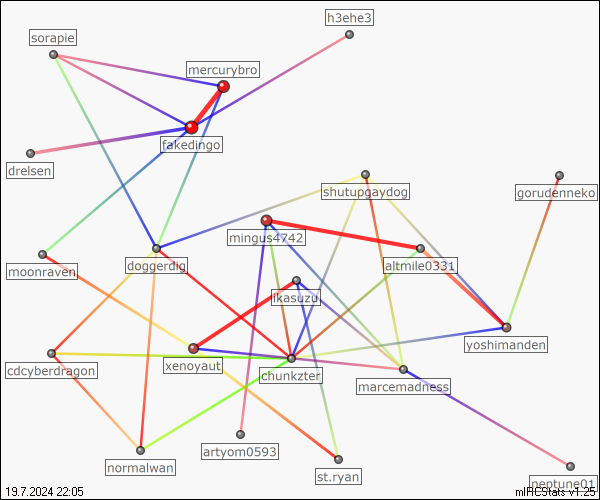 h3ehe3
sorapie
mercurybro
fakedingo
drelsen
shutupgaydog
gorudenneko
mingus4742
doggerdig
altmile0331
moonraven
ikasuzu
yoshimanden
xenoyaut
cdcyberdragon
chunkzter
marcemadness
artyom0593
normalwan
st.ryan
neptune01
19.7.2024 22:05
mIRCStats v1.25